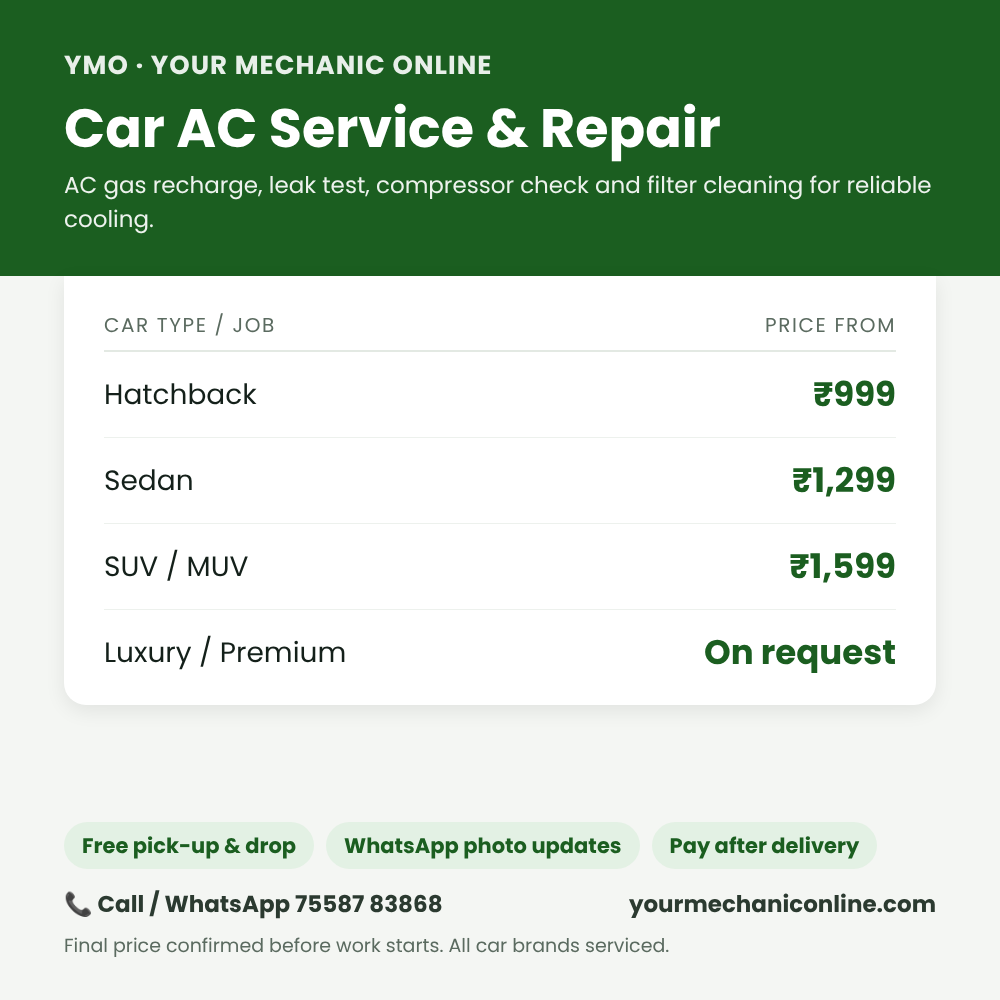 YMO · YOUR MECHANIC ONLINE
Car AC Service & Repair
AC gas recharge, leak test, compressor check and filter cleaning for reliable
cooling.
CAR TYPE / JOB PRICE FROM
Hatchback ₹999
Sedan ₹1,299
SUV / MUV ₹1,599
Luxury / Premium On request
Free pick-up & drop WhatsApp photo updates Pay after delivery
📞 Call / WhatsApp 75587 83868 yourmechaniconline.com
Final price confirmed before work starts. All car brands serviced.